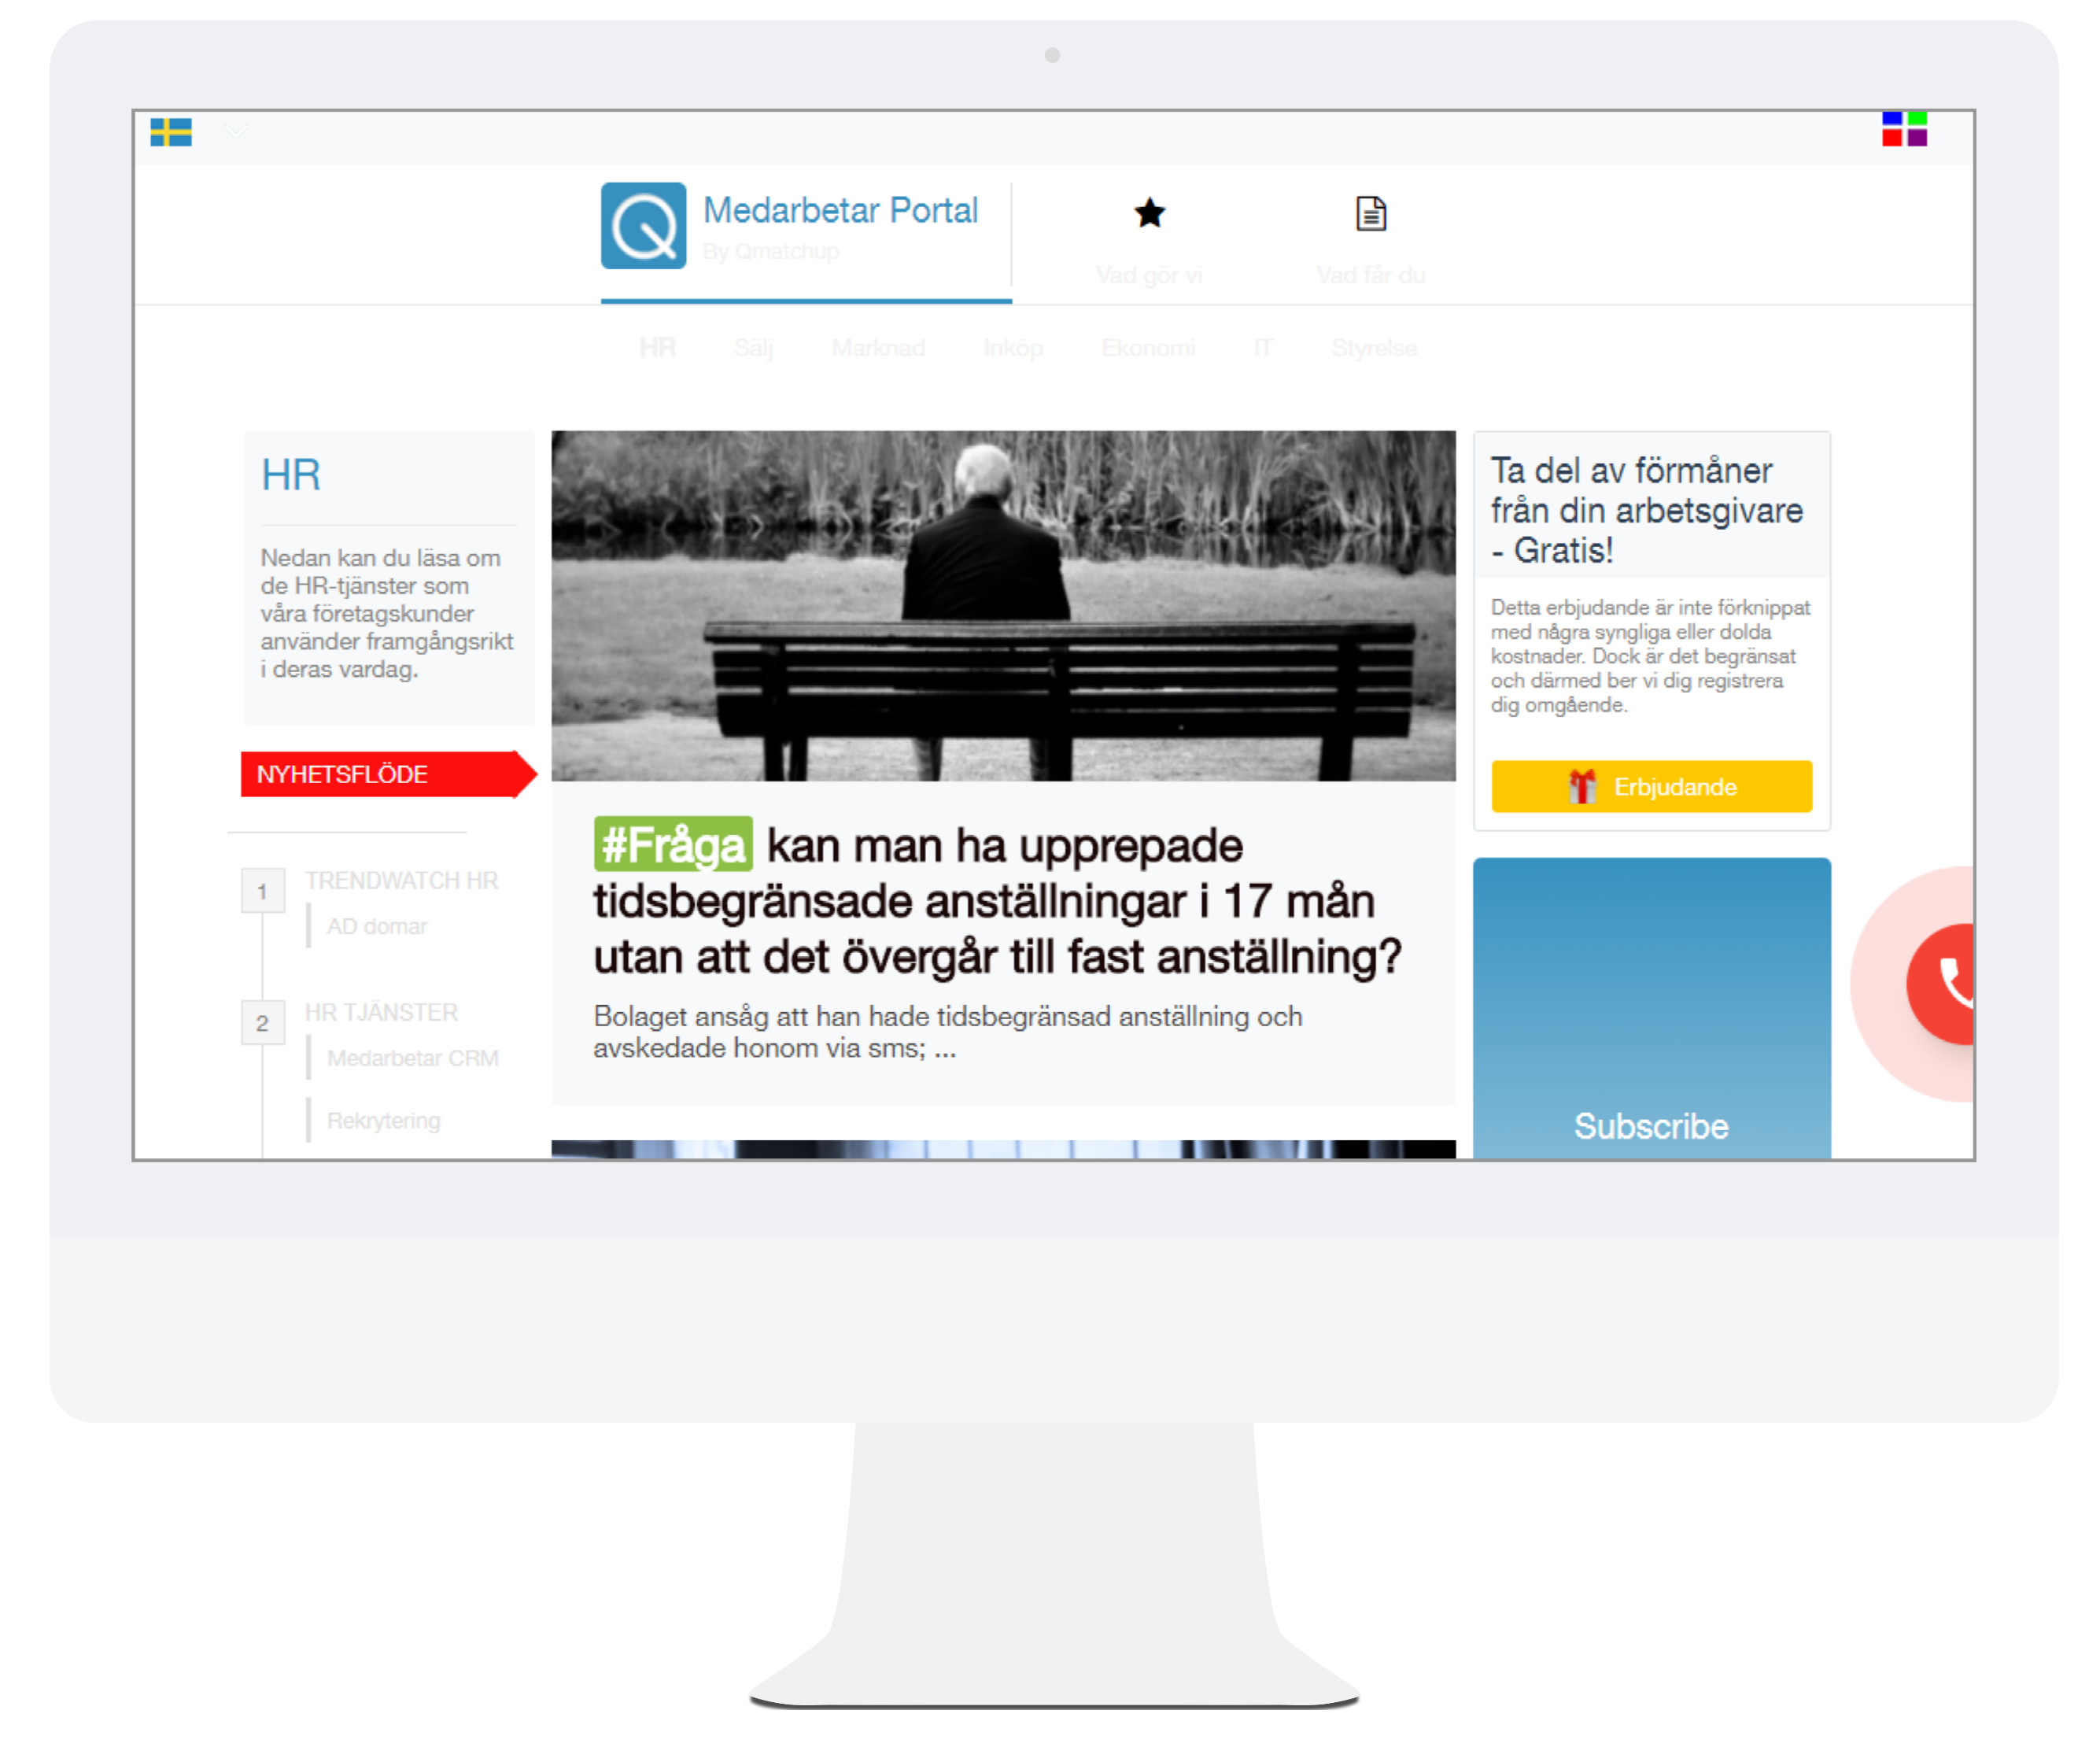 Medarbetar Portal
By Qmatchup
Vad gör vi
Vad får du
HR Sälj Marknad Inköp Ekonomi IT Styrelse
HR
Nedan kan du läsa om
de HR-tjänster som
våra företagskunder
använder framgångsrikt
i deras vardag.
NYHETSFLÖDE
1 TRENDWATCH HR
AD domar
2 HR TJÄNSTER
Medarbetar CRM
Rekrytering
#Fråga kan man ha upprepade
tidsbegränsade anställningar i 17 mån
utan att det övergår till fast anställning?
Bolaget ansåg att han hade tidsbegränsad anställning och
avskedade honom via sms; ...
Ta del av förmåner
från din arbetsgivare
- Gratis!
Detta erbjudande är inte förknippat
med några syngliga eller dolda
kostnader. Dock är det begränsat
och därmed ber vi dig registrera
dig omgående.
Erbjudande
Subscribe